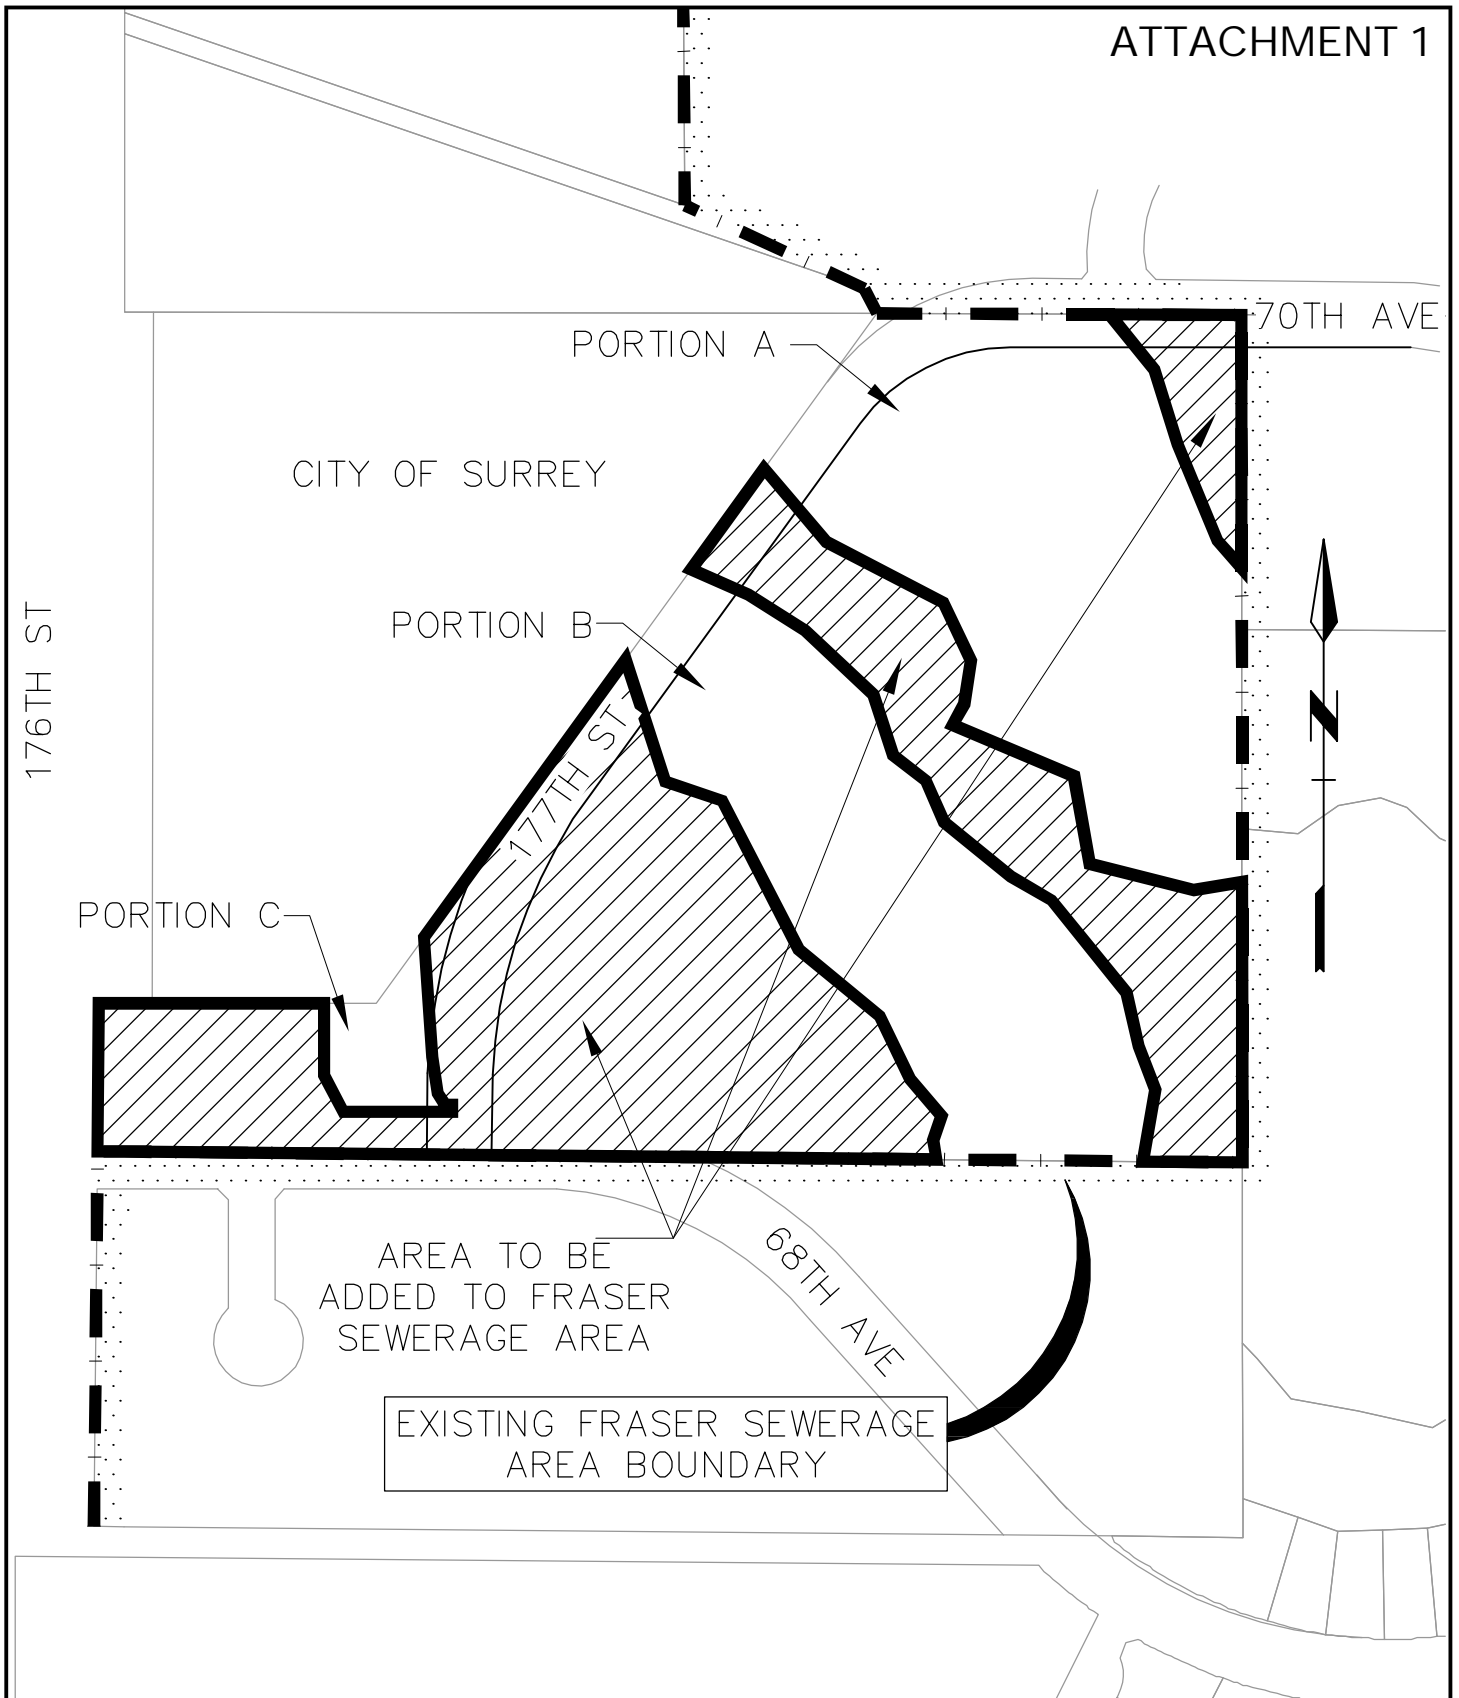 ATTACHMENT 1
70TH AVE
PORTION A
CITY OF SURREY
PORTION B
176TH ST
N
177TH ST
PORTION C
AREA TO BE
ADDED TO FRASER
SEWERAGE AREA
68TH AVE
EXISTING FRASER SEWERAGE
AREA BOUNDARY